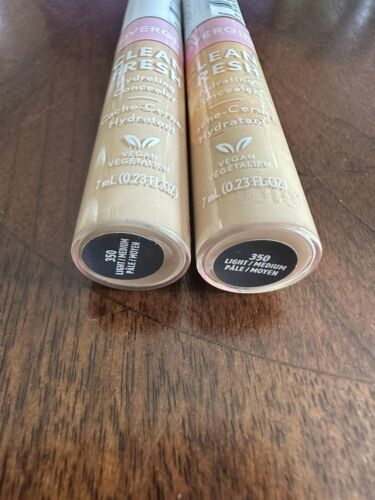 OVERGIR
CLEAN
FRESH
Hydrating
Concealer
Cache-Cernes
Hydratant
VEGAN
VÉGÉTALIEN
7 mL (0.23 FL.OZ.)
350
LIGHT/MEDIUM
PÂLE/MOYEN
VERGIR
CLEAN
FRESH
Hydrating
Concealer
Cache-Cernes
Hydratant
VEGAN
VÉGÉTALIEN
7 mL (0.23 FL.OZ.)
350
LIGHT/MEDIUM
PÂLE/MOYEN